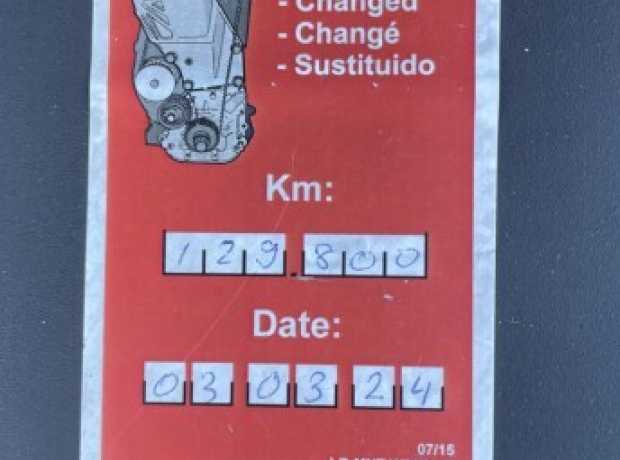 - Changed
- Changé
- Sustituido
Km:
129.800
Date:
03 03 24
07/15